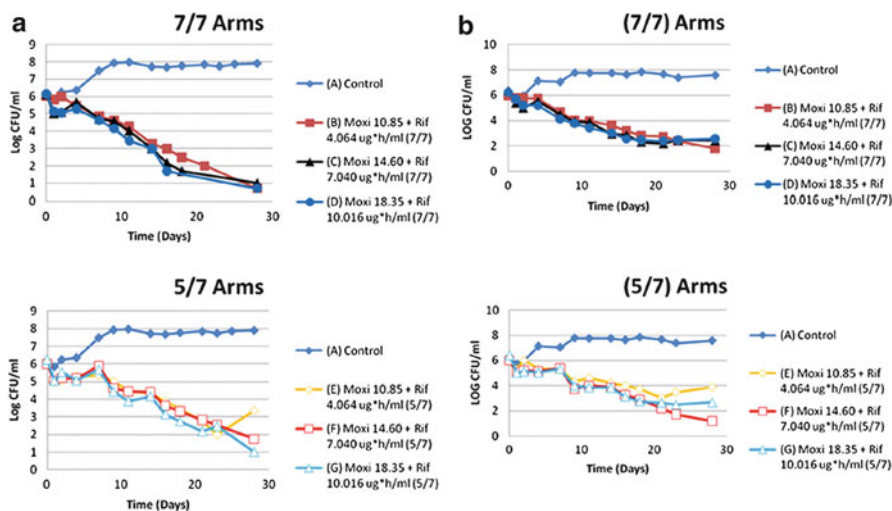 a
7/7 Arms
Log CFU/ml
9
8
7
6
5
4
3
2
1
0
0
10
20
30
Time (Days)
(A) Control
(B) Moxi 10.85 + Rif
4.064 ug*h/ml (7/7)
(C) Moxi 14.60 + Rif
7.040 ug*h/ml (7/7)
(D) Moxi 18.35 + Rif
10.016 ug*h/ml (7/7)
b
(7/7) Arms
LOG CFU/ml
10
8
6
4
2
0
0
10
20
30
Time (Days)
(A) Control
(B) Moxi 10.85 + Rif
4.064 ug*h/ml (7/7)
(C) Moxi 14.60 + Rif
7.040 ug*h/ml (7/7)
(D) Moxi 18.35 + Rif
10.016 ug*h/ml (7/7)
5/7 Arms
Log CFU/ml
9
8
7
6
5
4
3
2
1
0
0
10
20
30
Time (Days)
(A) Control
(E) Moxi 10.85 + Rif
4.064 ug*h/ml (5/7)
(F) Moxi 14.60 + Rif
7.040 ug*h/ml (5/7)
(G) Moxi 18.35 + Rif
10.016 ug*h/ml (5/7)
(5/7) Arms
LOG CFU/ml
10
8
6
4
2
0
0
10
20
30
Time (Days)
(A) Control
(E) Moxi 10.85 + Rif
4.064 ug*h/ml (5/7)
(F) Moxi 14.60 + Rif
7.040 ug*h/ml (5/7)
(G) Moxi 18.35 + Rif
10.016 ug*h/ml (5/7)